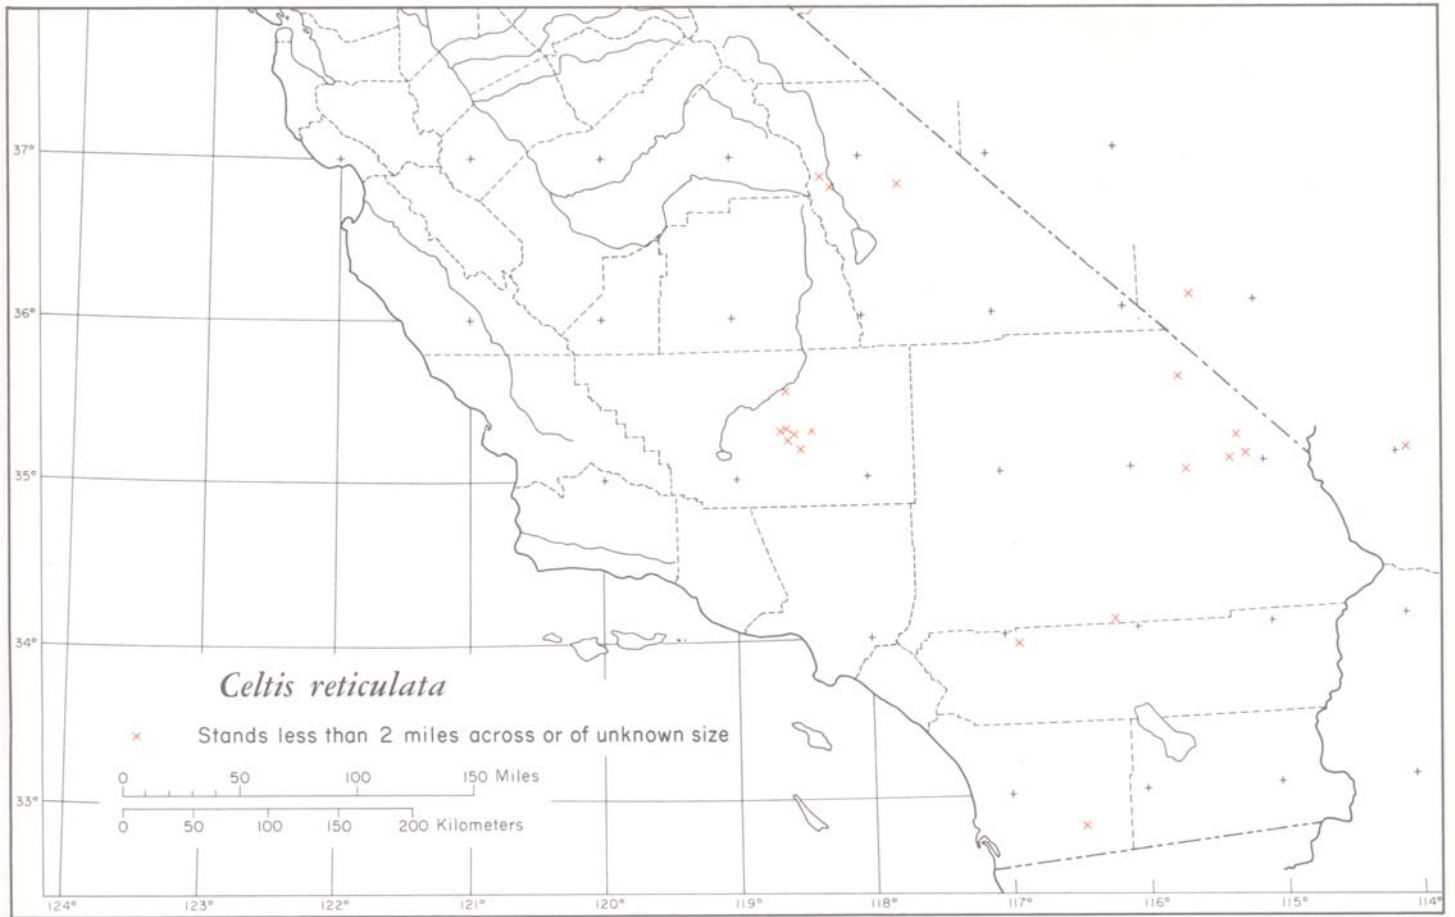 37°
36°
35°
34°
33°
Celtis reticulata
× Stands less than 2 miles across or of unknown size
0 50 100 150 Miles
0 50 100 150 200 Kilometers
124° 123° 122° 121° 120° 119° 118° 117° 116° 115° 114°